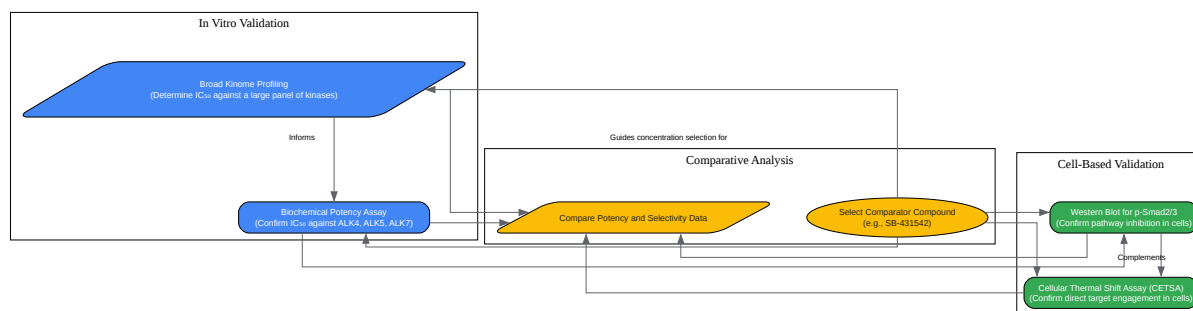 In Vitro Validation
Broad Kinome Profiling
(Determine IC₅₀ against a large panel of kinases)
Informs
Guides concentration selection for
Comparative Analysis
Cell-Based Validation
Biochemical Potency Assay
(Confirm IC₅₀ against ALK4, ALK5, ALK7)
Compare Potency and Selectivity Data
Select Comparator Compound
(e.g., SB-431542)
Western Blot for p-Smad2/3
(Confirm pathway inhibition in cells)
Complements
Cellular Thermal Shift Assay (CETSA)
(Confirm direct target engagement in cells)